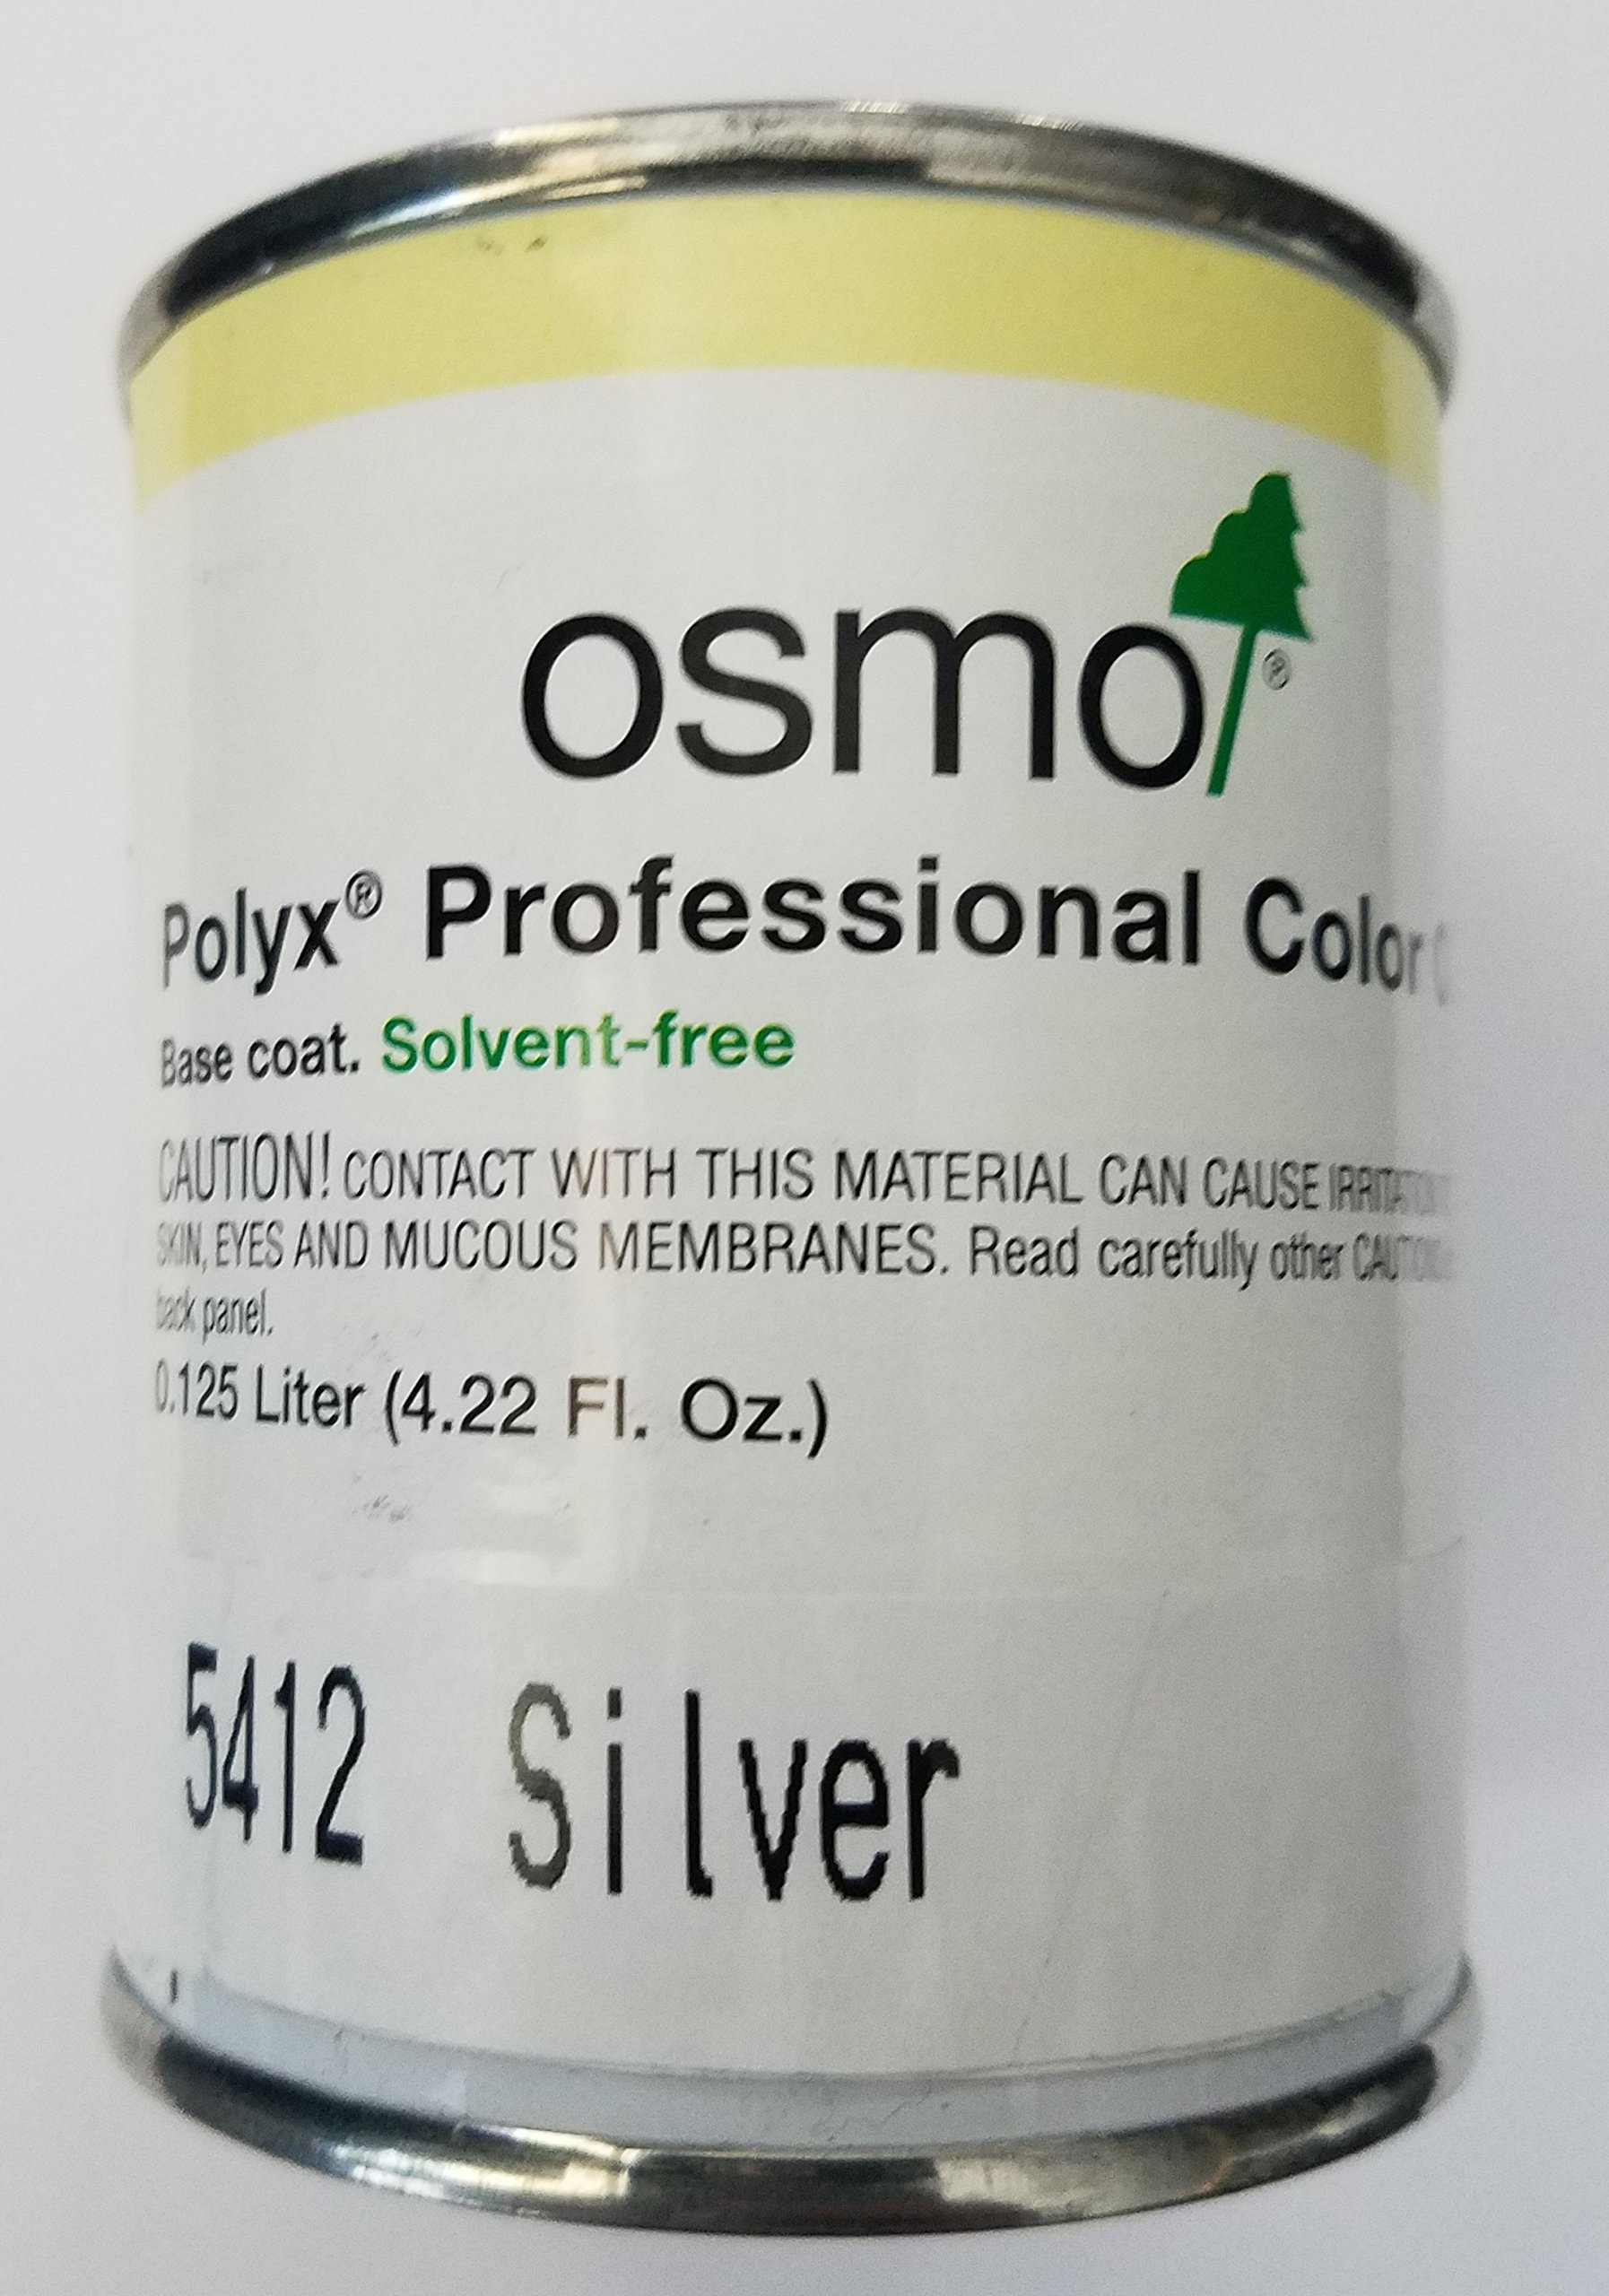 osmo®
Polyx® Professional Color
Base coat. Solvent-free
CAUTION! CONTACT WITH THIS MATERIAL CAN CAUSE
SKIN, EYES AND MUCOUS MEMBRANES. Read carefully other
back panel.
0.125 Liter (4.22 Fl. Oz.)
5412 Silver